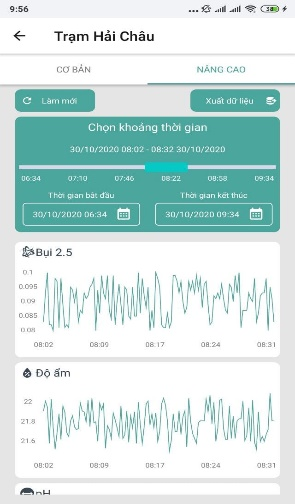 9:56
38
Trạm Hải Châu
CƠ BẢN
NÂNG CAO
Làm mới
Xuất dữ liệu
Chọn khoảng thời gian
30/10/2020 08:02 - 08:32 30/10/2020
06:34 07:10 07:46 08:22 08:58 09:34
Thời gian bắt đầu
Thời gian kết thúc
30/10/2020 06:34
30/10/2020 09:34
Bụi 2.5
0.1
0.095
0.09
0.085
0.08
08:02 08:09 08:17 08:24 08:31
Độ ẩm
22
21.8
21.6
08:02 08:09 08:17 08:24 08:31
pH